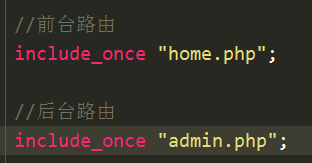 //前台路由
include_once "home.php";
//后台路由
include_once "admin.php";